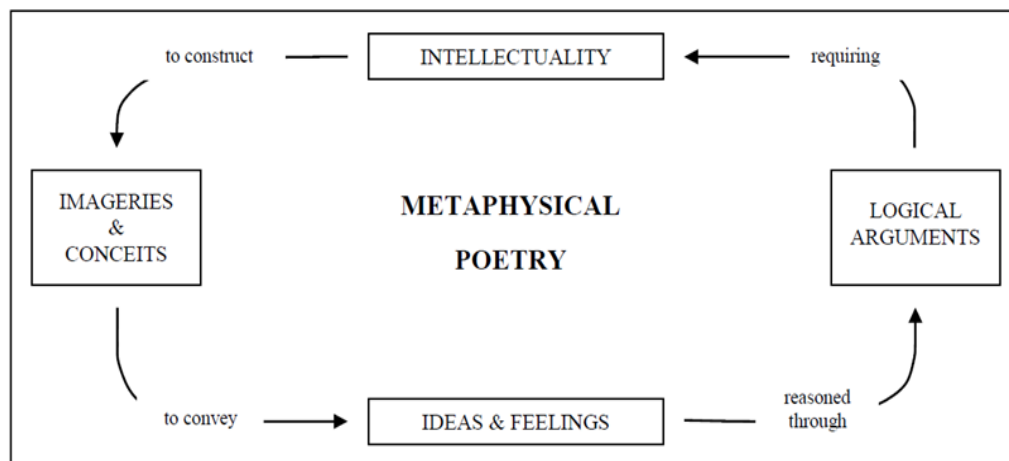 to construct
INTELLECTUALITY
requiring
IMAGERIES
&
CONCEITS
METAPHYSICAL
POETRY
LOGICAL
ARGUMENTS
to convey
IDEAS & FEELINGS
reasoned
through